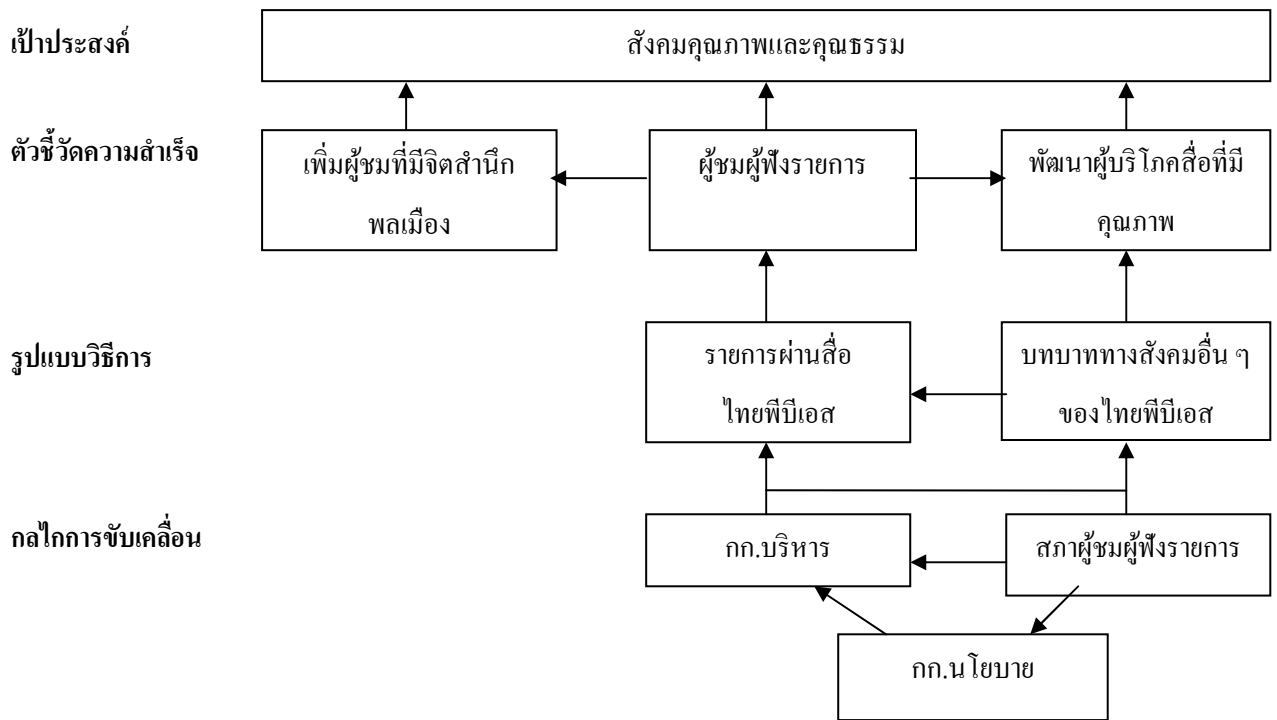 เป้าประสงค์
สังคมคุณภาพและคุณธรรม
ตัวชี้วัดความสำเร็จ
เพิ่มผู้ชมที่มีจิตสำนึก
พลเมือง
ผู้ชมผู้ฟังรายการ
พัฒนาผู้บริโภคสื่อที่มี
คุณภาพ
รูปแบบวิธีการ
รายการผ่านสื่อ
ไทยพีบีเอส
บทบาททางสังคมอื่น ๆ
ของไทยพีบีเอส
กลไกการขับเคลื่อน
กก.บริหาร
สภาผู้ชมผู้ฟังรายการ
กก.นโยบาย